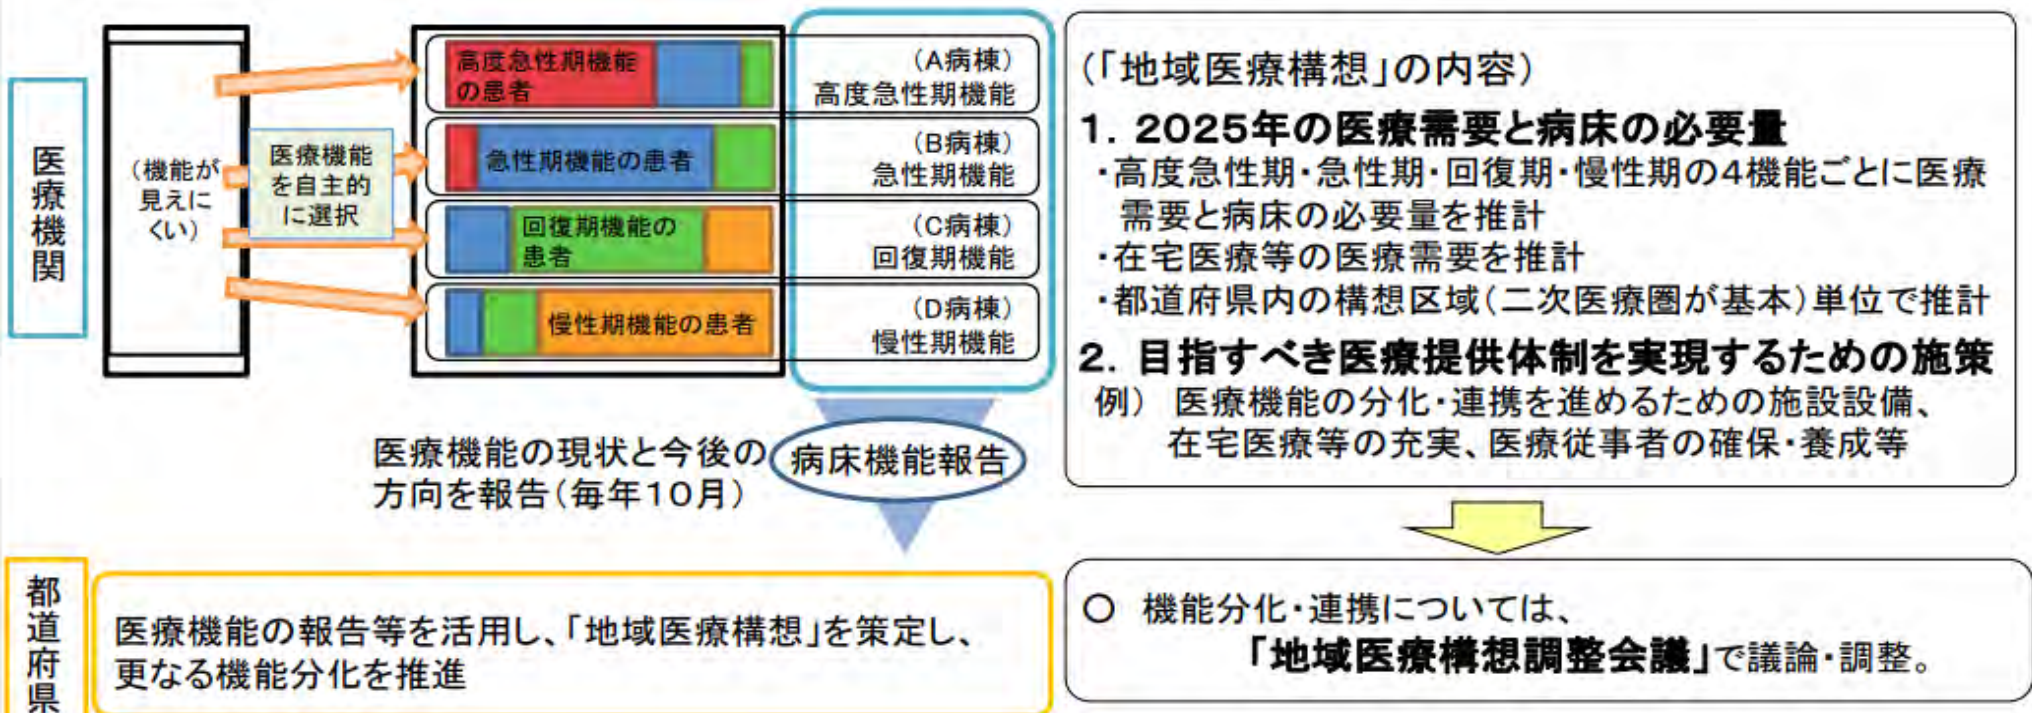 医療機関
(機能が
見えに
くい)
医療機能
を自主的
に選択
高度急性期機能
の患者
(A病棟)
高度急性期機能
急性期機能の患者
(B病棟)
急性期機能
回復期機能の
患者
(C病棟)
回復期機能
慢性期機能の患者
(D病棟)
慢性期機能
医療機能の現状と今後の
方向を報告(毎年10月)
病床機能報告
都道府県
医療機能の報告等を活用し、「地域医療構想」を策定し、
更なる機能分化を推進
(「地域医療構想」の内容)
1. 2025年の医療需要と病床の必要量
・高度急性期・急性期・回復期・慢性期の4機能ごとに医療
需要と病床の必要量を推計
・在宅医療等の医療需要を推計
・都道府県内の構想区域(二次医療圏が基本)単位で推計
2. 目指すべき医療提供体制を実現するための施策
例) 医療機能の分化・連携を進めるための施設設備、
在宅医療等の充実、医療従事者の確保・養成等
○ 機能分化・連携については、
「地域医療構想調整会議」で議論・調整。